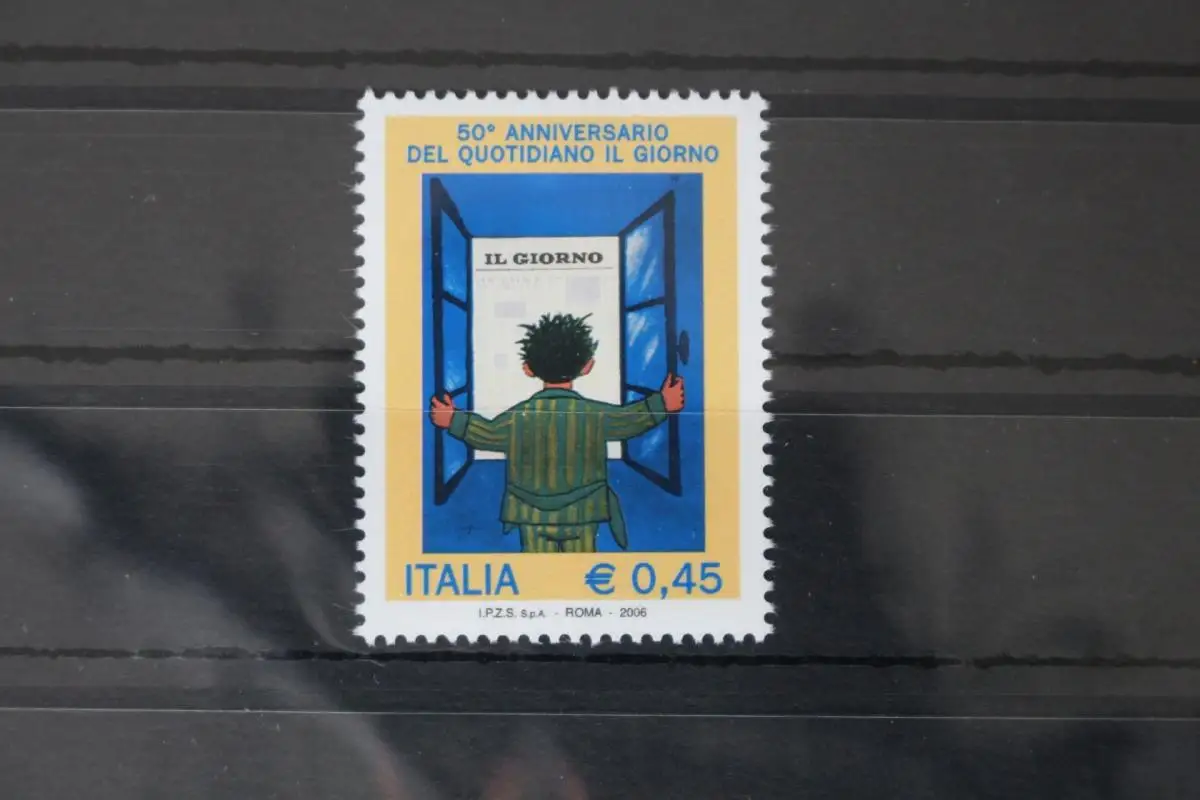 50° ANNIVERSARIO
DEL QUOTIDIANO IL GIORNO
IL GIORNO
ITALIA € 0,45
I.P.Z.S. S.p.A. - ROMA - 2006